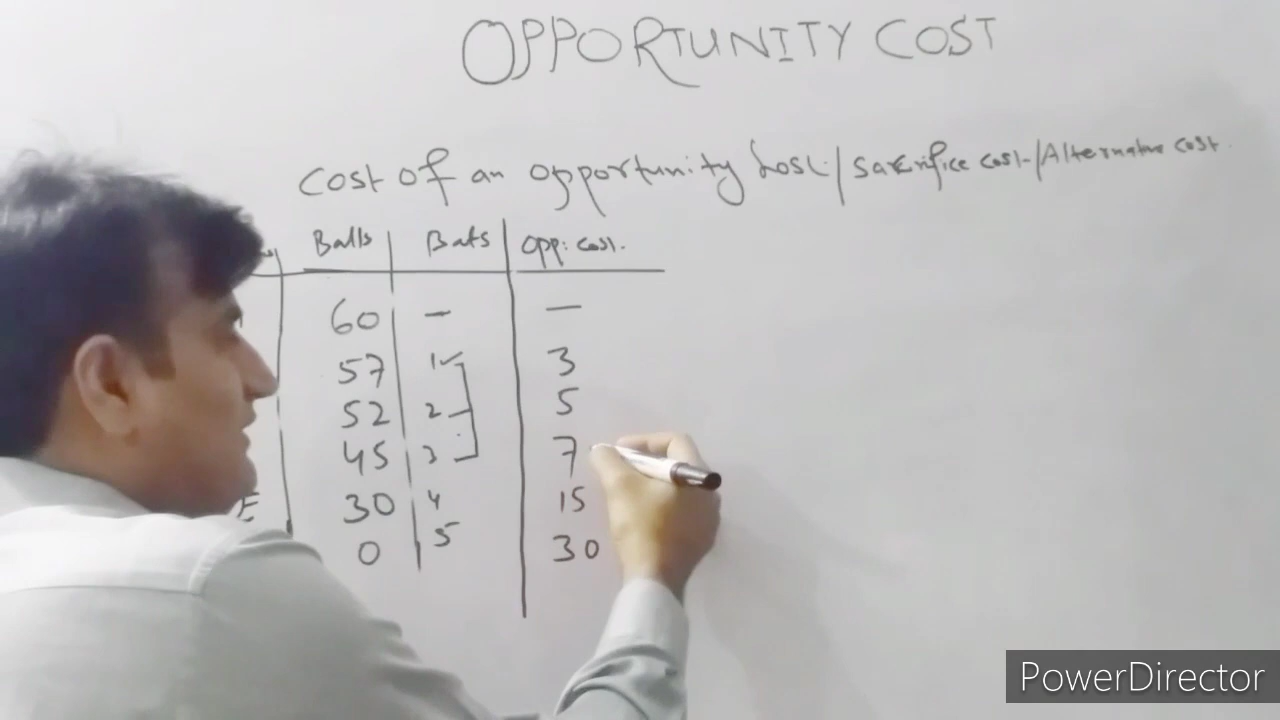 OPPORTUNITY COST
Cost of an opportunity Lost/Sacrifice cost/Alternative cost
Balls Bats Opp: cost.
60 - -
57 1 3
52 2 5
45 3 7
E 30 4 15
0 5 30
PowerDirector